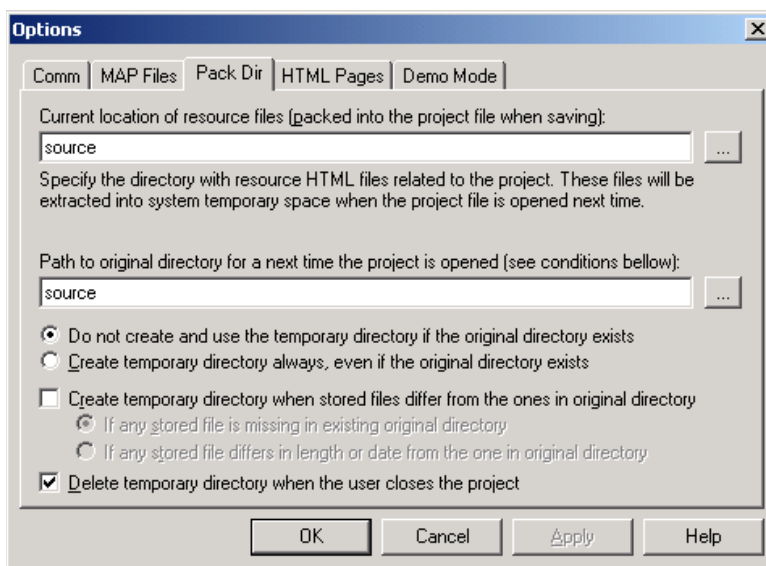 Options
Comm MAP Files Pack Dir HTML Pages Demo Mode
Current location of resource files (packed into the project file when saving):
source
...
Specify the directory with resource HTML files related to the project. These files will be
extracted into system temporary space when the project file is opened next time.
Path to original directory for a next time the project is opened (see conditions bellow):
source
...
Do not create and use the temporary directory if the original directory exists
Create temporary directory always, even if the original directory exists
Create temporary directory when stored files differ from the ones in original directory
If any stored file is missing in existing original directory
If any stored file differs in length or date from the one in original directory
Delete temporary directory when the user closes the project
OK Cancel Apply Help